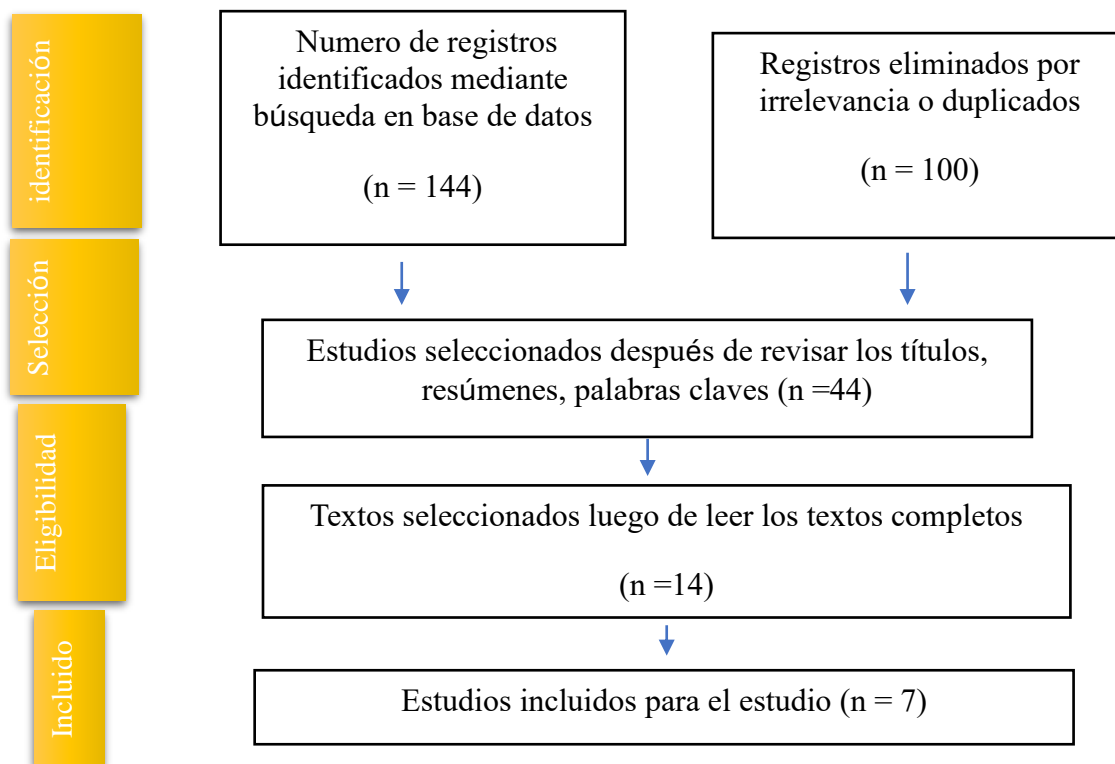 identificación
Numero de registros
identificados mediante
búsqueda en base de datos
(n = 144)
Registros eliminados por
irrelevancia o duplicados
(n = 100)
Selección
Estudios seleccionados después de revisar los títulos,
resúmenes, palabras claves (n =44)
Eligibilidad
Textos seleccionados luego de leer los textos completos
(n =14)
Incluido
Estudios incluidos para el estudio (n = 7)